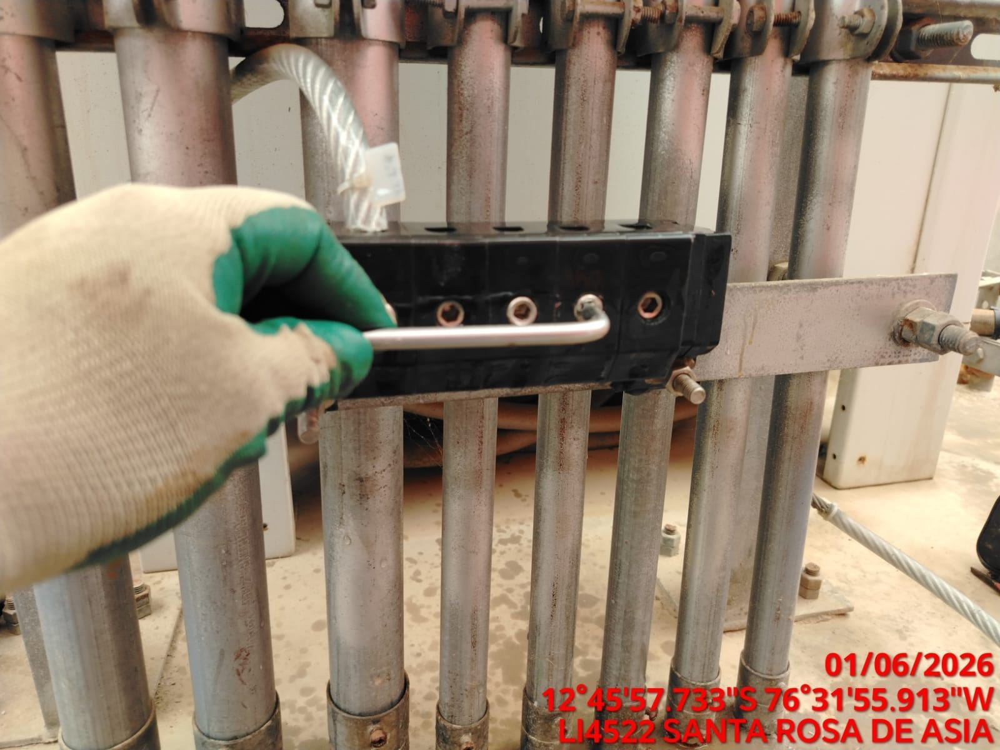 01/06/2026
12°45'57.733"S 76°31'55.913"W
LI4522 SANTA ROSA DE ASIA